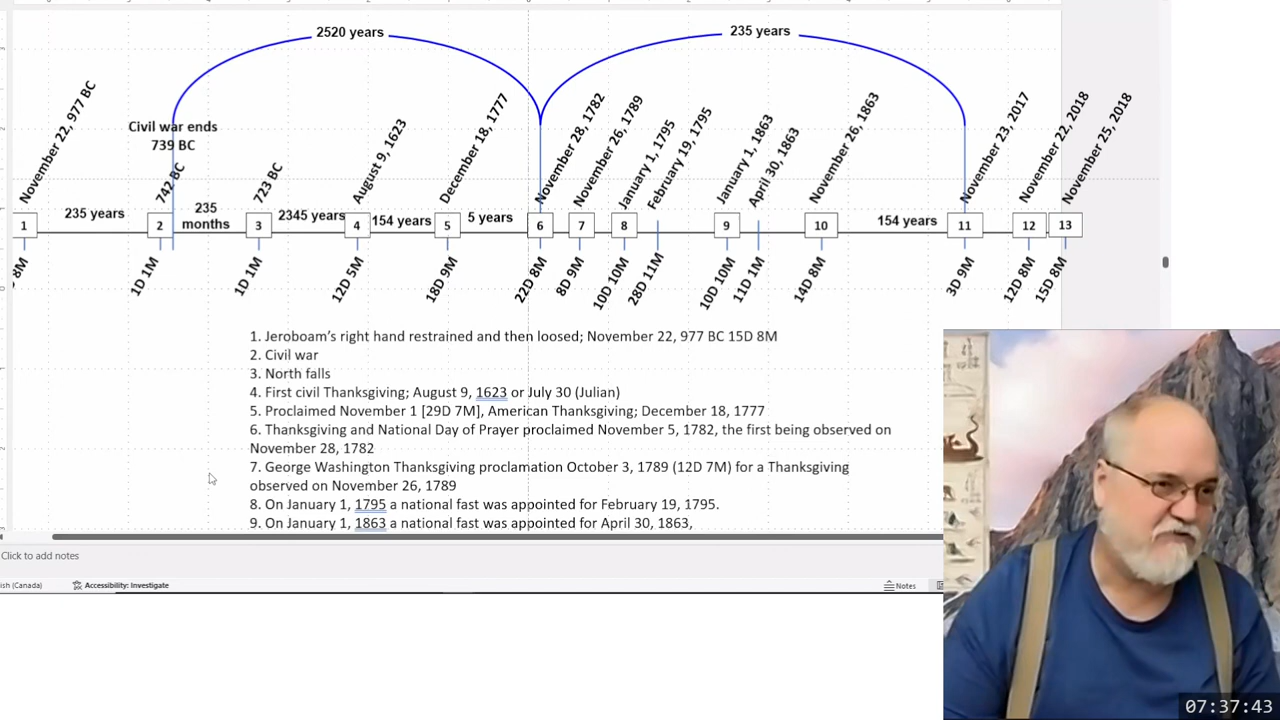 2520 years
235 years
November 22, 977 BC
Civil war ends
739 BC
742 BC
723 BC
August 9, 1623
December 18, 1777
November 28, 1782
November 26, 1789
January 1, 1795
February 19, 1795
January 1, 1863
April 30, 1863
November 26, 1863
November 23, 2017
November 22, 2018
November 25, 2018
235 years
235
months
2345 years
154 years
5 years
154 years
1
2
3
4
5
6
7
8
9
10
11
12
13
8M
1D 1M
1D 1M
12D 5M
18D 9M
22D 8M
8D 9M
10D 10M
28D 11M
10D 10M
11D 1M
14D 8M
3D 9M
12D 8M
15D 8M
1. Jeroboam’s right hand restrained and then loosed; November 22, 977 BC 15D 8M
2. Civil war
3. North falls
4. First civil Thanksgiving; August 9, 1623 or July 30 (Julian)
5. Proclaimed November 1 [29D 7M], American Thanksgiving; December 18, 1777
6. Thanksgiving and National Day of Prayer proclaimed November 5, 1782, the first being observed on
November 28, 1782
7. George Washington Thanksgiving proclamation October 3, 1789 (12D 7M) for a Thanksgiving
observed on November 26, 1789
8. On January 1, 1795 a national fast was appointed for February 19, 1795.
9. On January 1, 1863 a national fast was appointed for April 30, 1863,
Click to add notes
ish (Canada)
Accessibility: Investigate
Notes
07:37:43